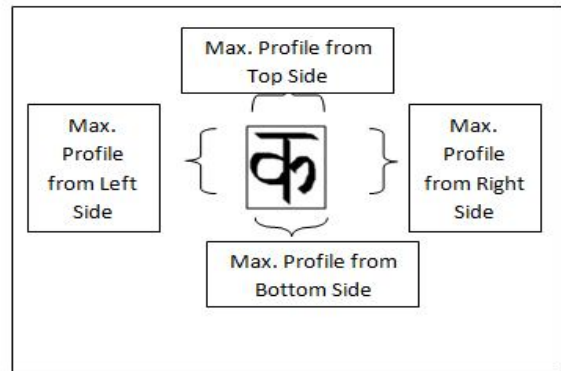 Max. Profile from
Top Side
Max.
Profile
from Left
Side
क
Max.
Profile
from Right
Side
Max. Profile from
Bottom Side